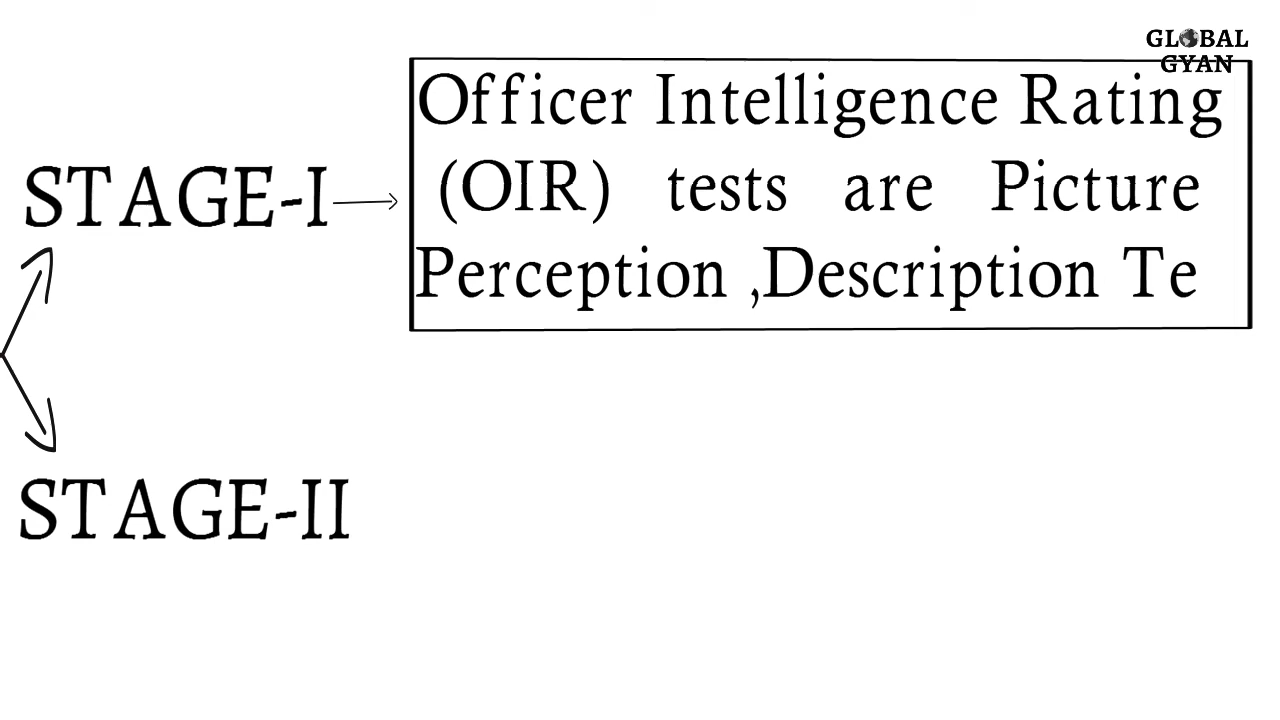 GLOBAL
GYAN
Officer Intelligence Rating
(OIR) tests are Picture
Perception ,Description Te
STAGE-I
STAGE-II